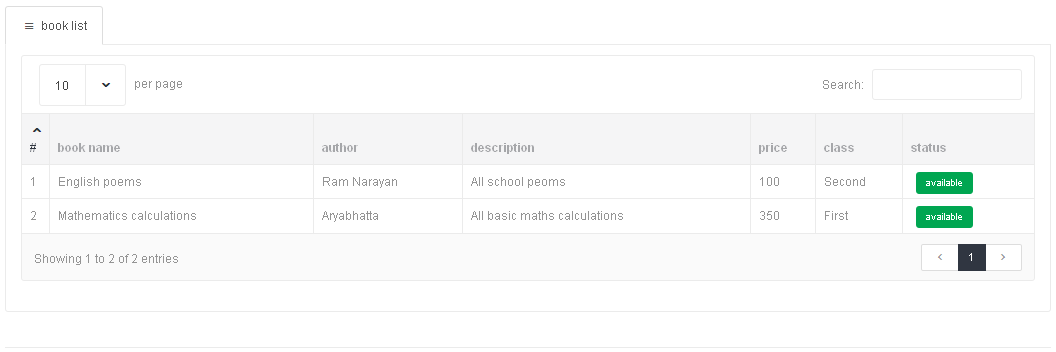 book list
10 per page Search:
# book name author description price class status
1 English poems Ram Narayan All school peoms 100 Second available
2 Mathematics calculations Aryabhatta All basic maths calculations 350 First available
Showing 1 to 2 of 2 entries < 1 >